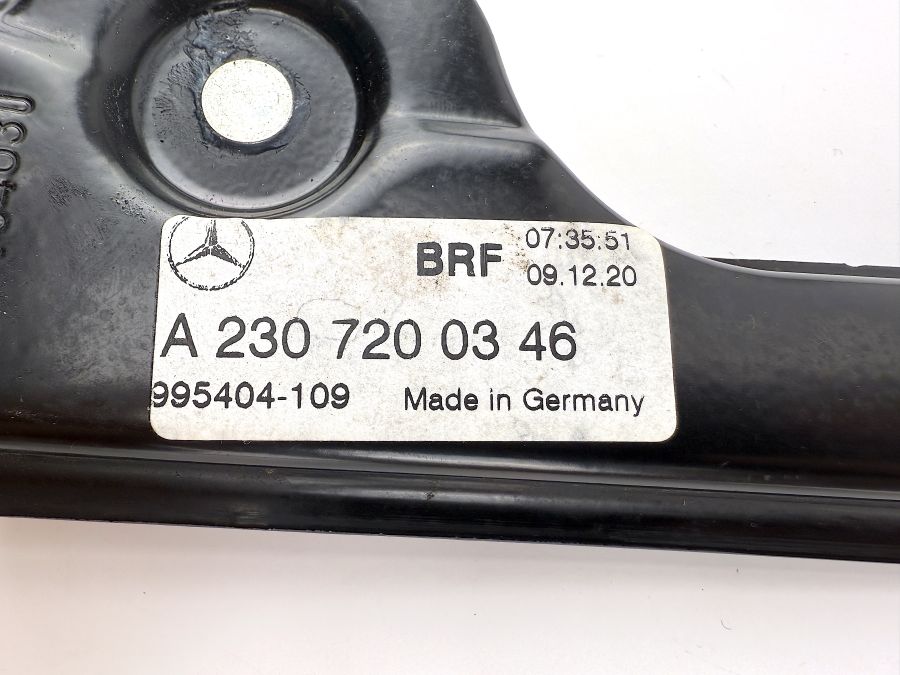 BRF 07:35:51
09.12.20
A 230 720 03 46
995404-109 Made in Germany